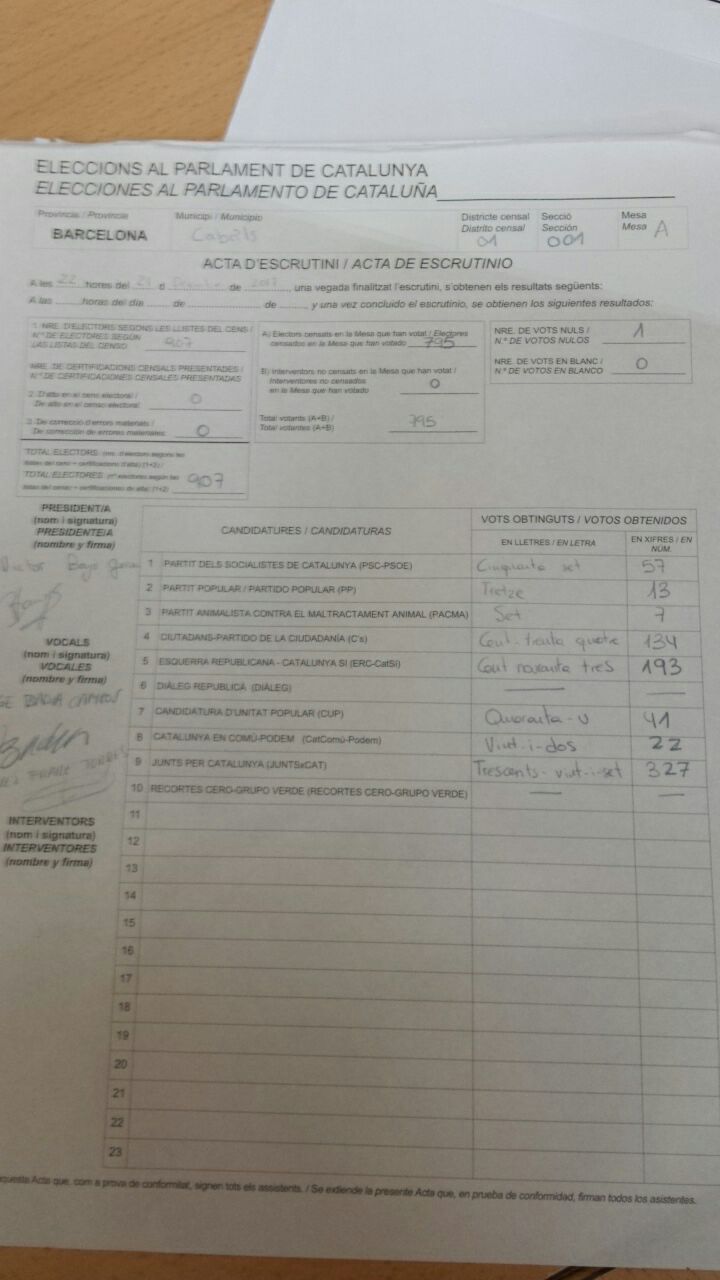 ELECCIONS AL PARLAMENT DE CATALUNYA
ELECCIONES AL PARLAMENTO DE CATALUÑA
Província / Provincia Municipi / Municipio Districte censal Secció Mesa
Distrito censal Sección Mesa A
BARCELONA Cabrils 01 001
ACTA D'ESCRUTINI / ACTA DE ESCRUTINIO
A les 22 hores del 21 d de 2017, una vegada finalitzat l'escrutini, s'obtenen els resultats següents:
A las horas del día de de y una vez concluido el escrutinio, se obtienen los siguientes resultados:
1. NRE. D'ELECTORS SEGONS LES LLISTES DEL CENS /
N.º DE ELECTORES SEGÚN
LAS LISTAS DEL CENSO 907
NRE. DE CERTIFICACIONS CENSALS PRESENTADES /
N.º DE CERTIFICACIONES CENSALES PRESENTADAS
2. D'alta en el cens electoral /
De alta en el censo electoral 0
3. De correcció d'errors materials /
De corrección de errores materiales 0
TOTAL ELECTORS (nre. d'electors segons les
llistes del cens + certificacions d'alta) (1+2) /
TOTAL ELECTORES (nº electores según las
listas del censo + certificaciones de alta) (1+2) 907
A) Electors censats en la Mesa que han votat / Electores
censados en la Mesa que han votado 795
B) Interventors no censats en la Mesa que han votat /
Interventores no censados
en la Mesa que han votado 0
Total votants (A+B) /
Total votantes (A+B) 795
NRE. DE VOTS NULS /
N.º DE VOTOS NULOS 1
NRE. DE VOTS EN BLANC /
N.º DE VOTOS EN BLANCO 0
PRESIDENT/A
(nom i signatura)
PRESIDENTE/A
(nombre y firma)
VOCALS
(nom i signatura)
VOCALES
(nombre y firma)
BADIA CAMPOS
INTERVENTORS
(nom i signatura)
INTERVENTORES
(nombre y firma)
CANDIDATURES / CANDIDATURAS VOTS OBTINGUTS / VOTOS OBTENIDOS
EN LLETRES / EN LETRA EN XIFRES / EN NÚM.
1 PARTIT DELS SOCIALISTES DE CATALUNYA (PSC-PSOE) Cinquanta set 57
2 PARTIT POPULAR / PARTIDO POPULAR (PP) Tretze 13
3 PARTIT ANIMALISTA CONTRA EL MALTRACTAMENT ANIMAL (PACMA) Set 7
4 CIUTADANS-PARTIDO DE LA CIUDADANÍA (C's) Cent trenta quatre 134
5 ESQUERRA REPUBLICANA - CATALUNYA SÍ (ERC-CatSí) Cent noranta tres 193
6 DIÀLEG REPUBLICÀ (DIÀLEG) —
7 CANDIDATURA D'UNITAT POPULAR (CUP) Quaranta-u 41
8 CATALUNYA EN COMÚ-PODEM (CatComú-Podem) Vint-i-dos 22
9 JUNTS PER CATALUNYA (JUNTSxCAT) Trescents-vint-i-set 327
10 RECORTES CERO-GRUPO VERDE (RECORTES CERO-GRUPO VERDE) —
11
12
13
14
15
16
17
18
19
20
21
22
23
questa Acta que, com a prova de conformitat, signen tots els assistents. / Se extiende la presente Acta que, en prueba de conformidad, firman todos los asistentes.